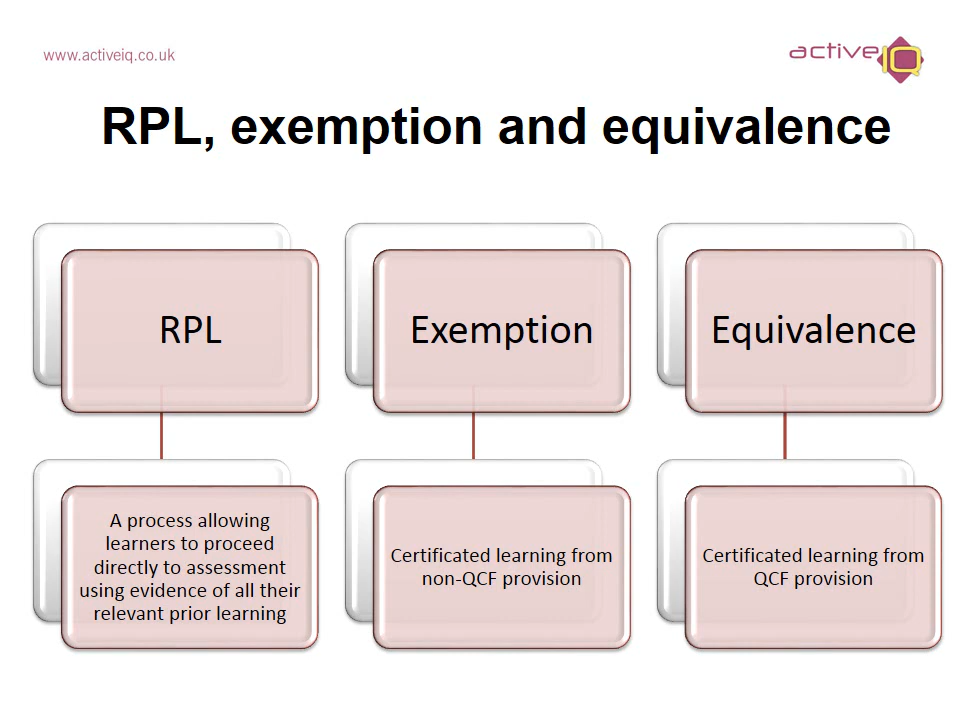 www.activeiq.co.uk
active IQ
RPL, exemption and equivalence
RPL
Exemption
Equivalence
A process allowing
learners to proceed
directly to assessment
using evidence of all their
relevant prior learning
Certificated learning from
non-QCF provision
Certificated learning from
QCF provision